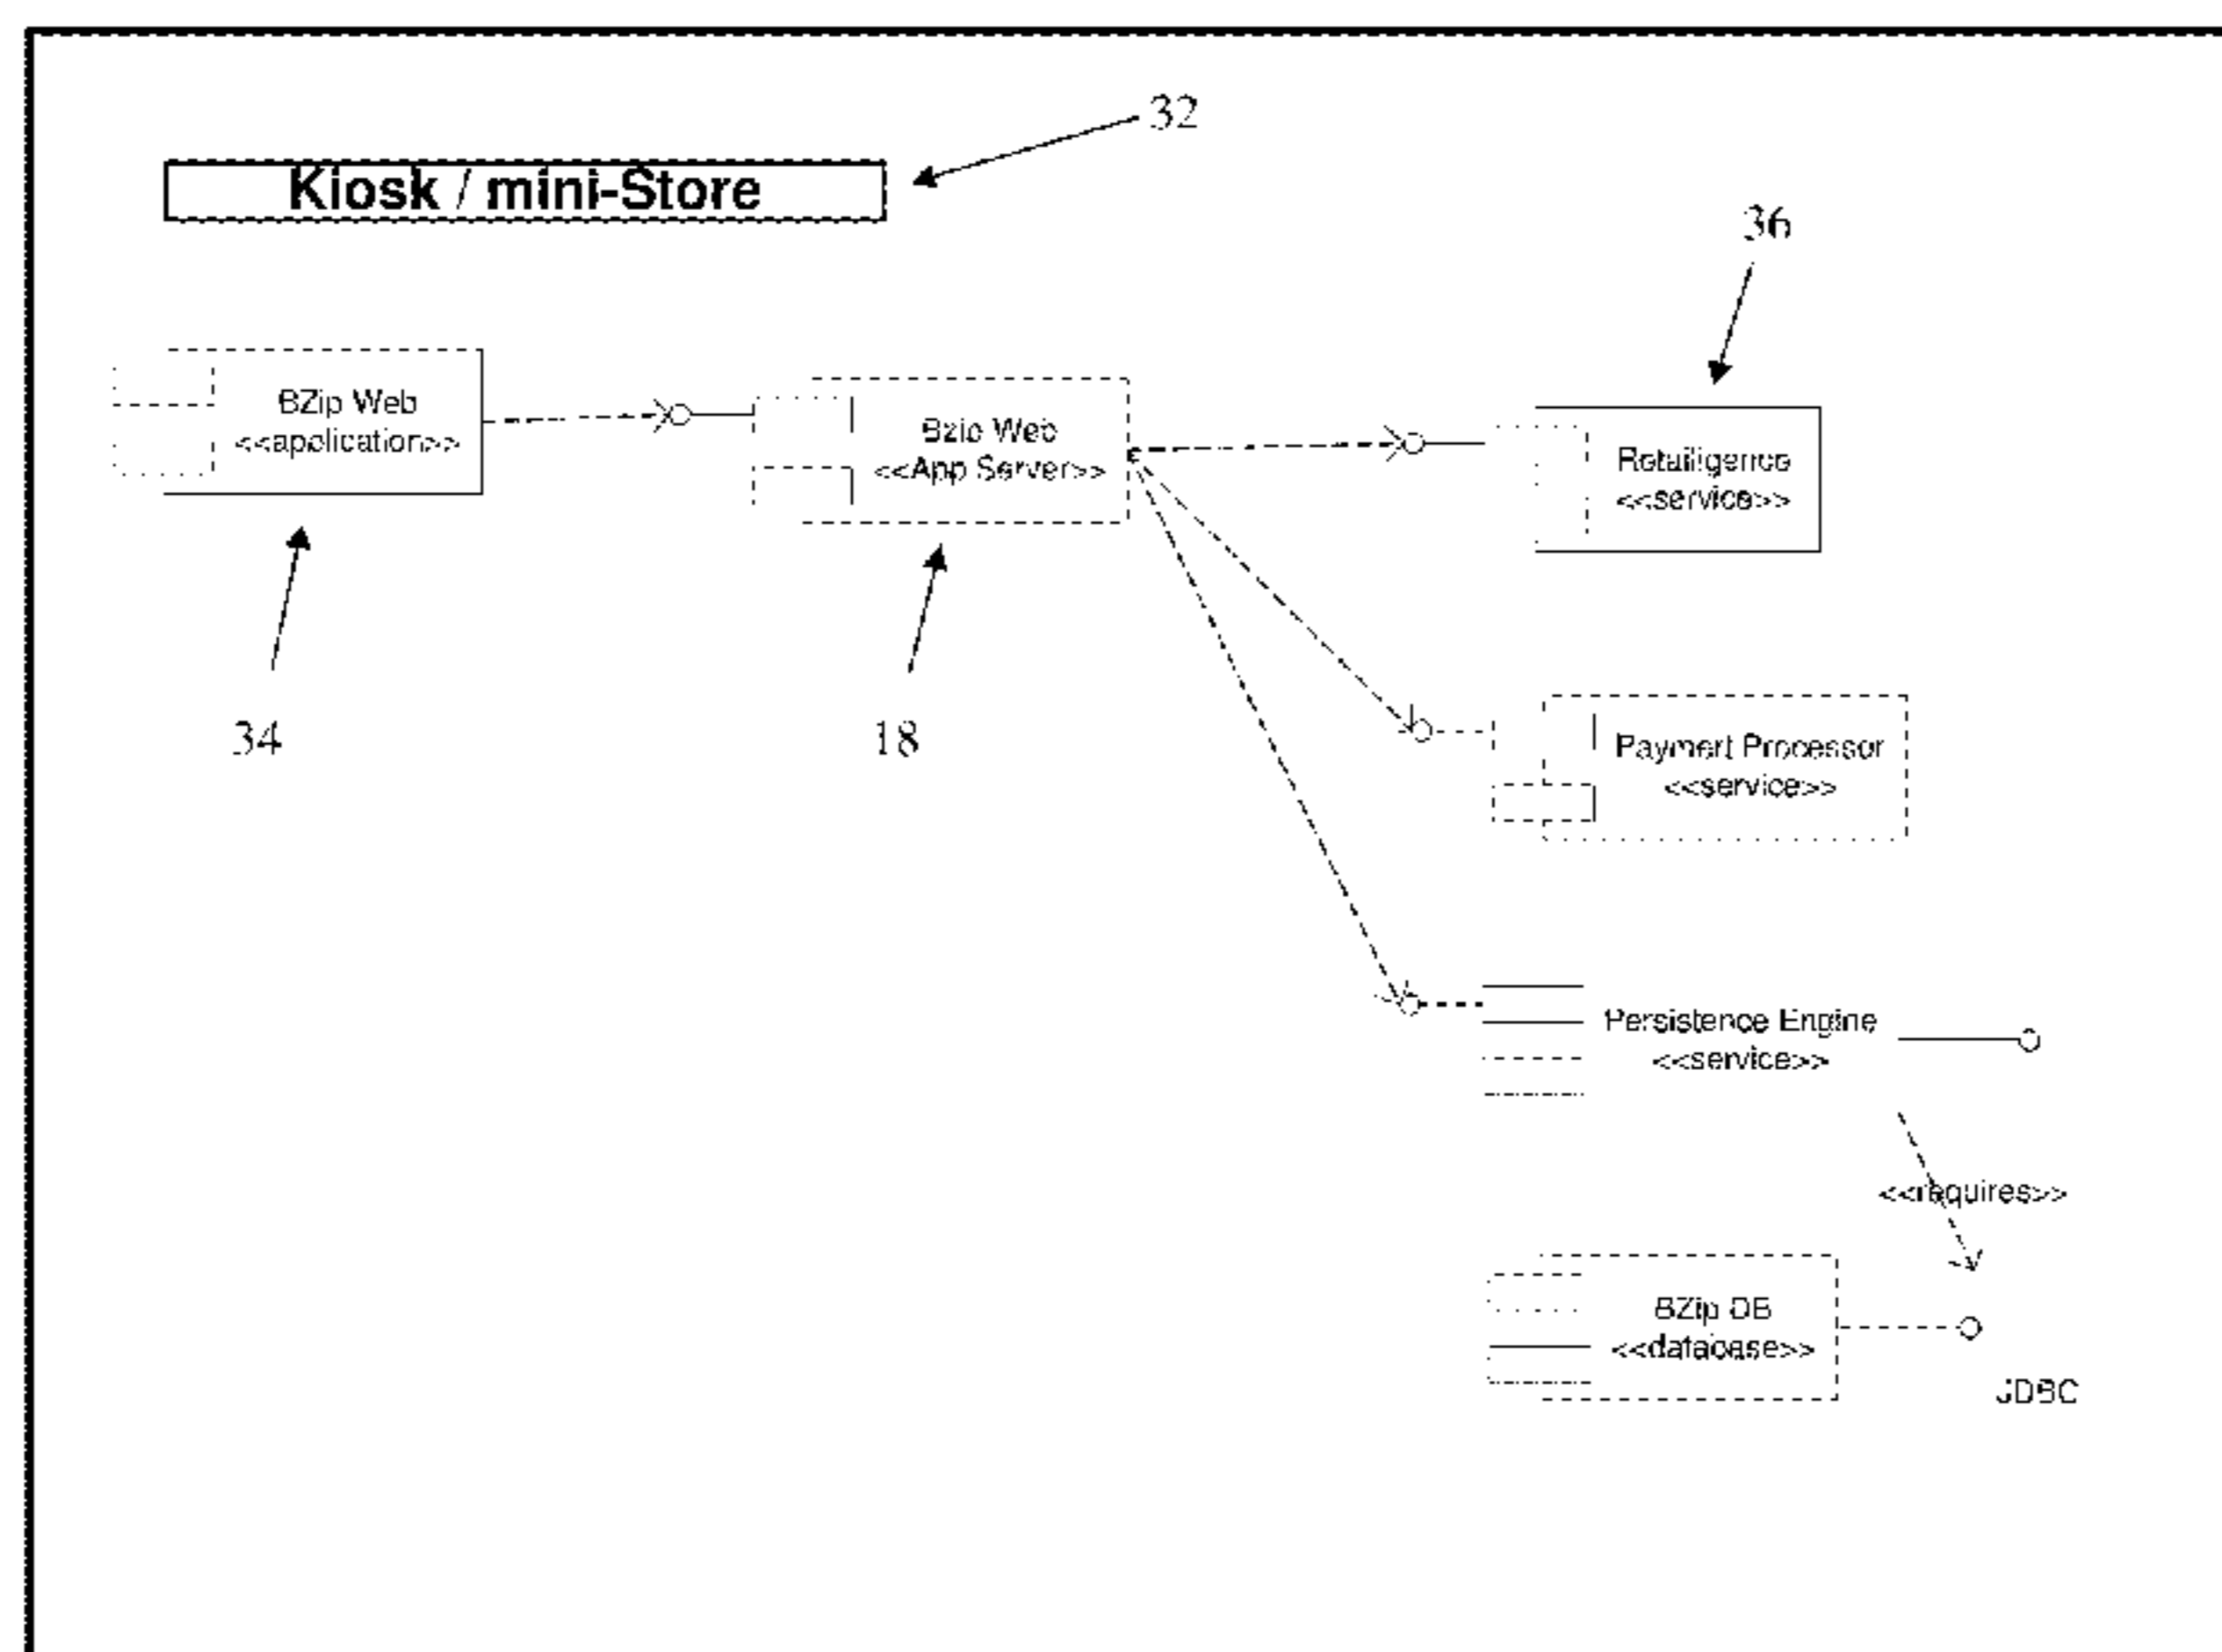 32
Kiosk / mini-Store
36
BZip Web
<<application>>
Bzip Web
<<App Server>>
Retailigence
<<service>>
34
18
Payment Processor
<<service>>
Persistence Engine
<<service>>
<<requires>>
BZip DB
<<database>>
JDBC